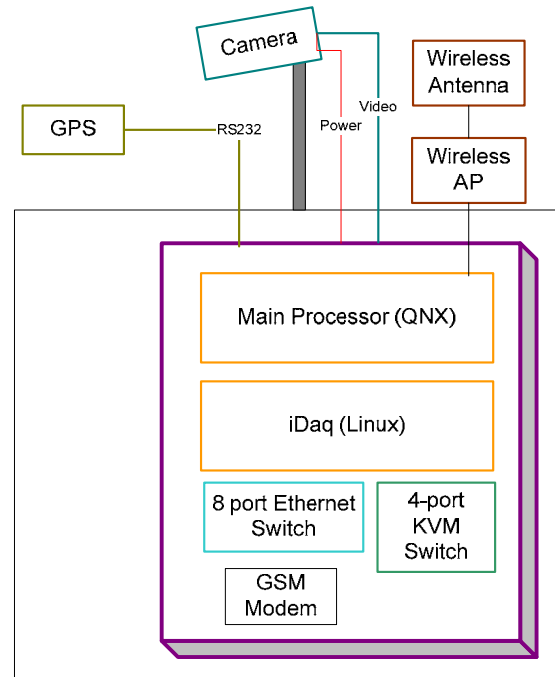 Camera
Wireless
Antenna
GPS
RS232
Power
Video
Wireless
AP
Main Processor (QNX)
iDaq (Linux)
8 port Ethernet
Switch
4-port
KVM
Switch
GSM
Modem